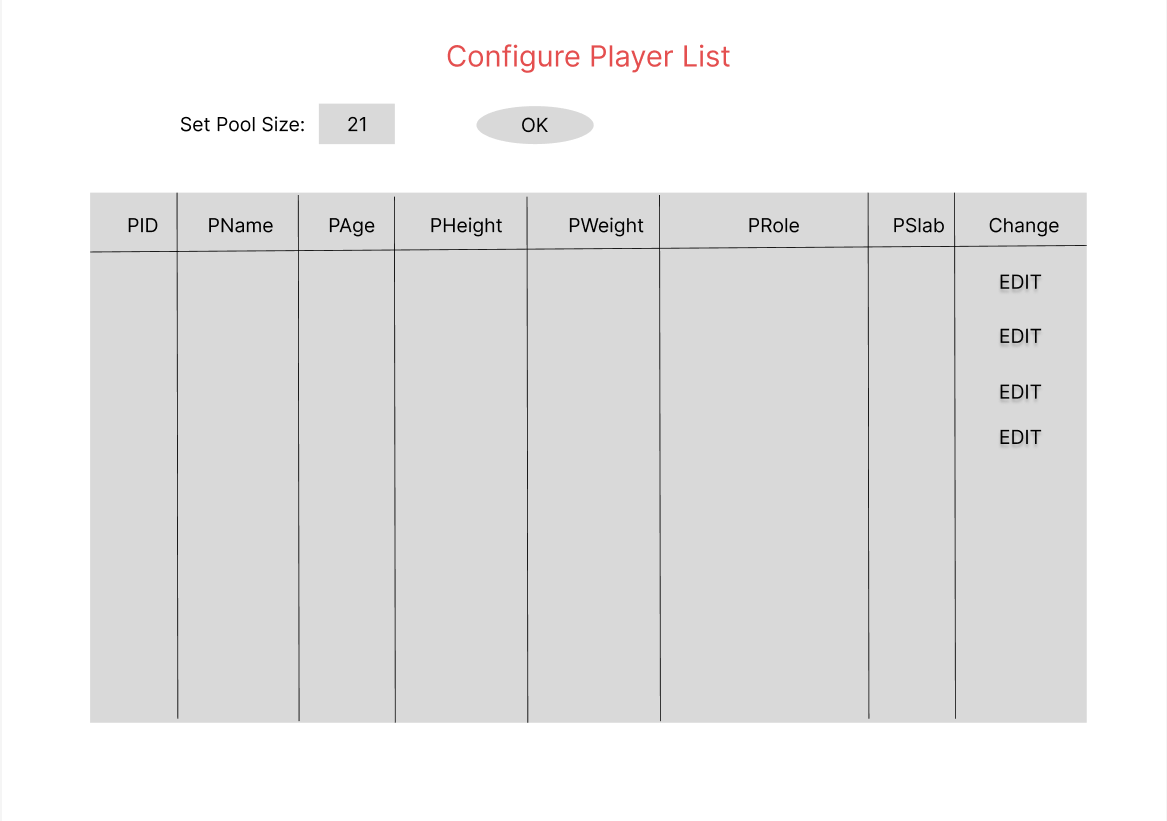 Configure Player List
Set Pool Size: 21 OK
PID PName PAge PHeight PWeight PRole PSlab Change
EDIT
EDIT
EDIT
EDIT